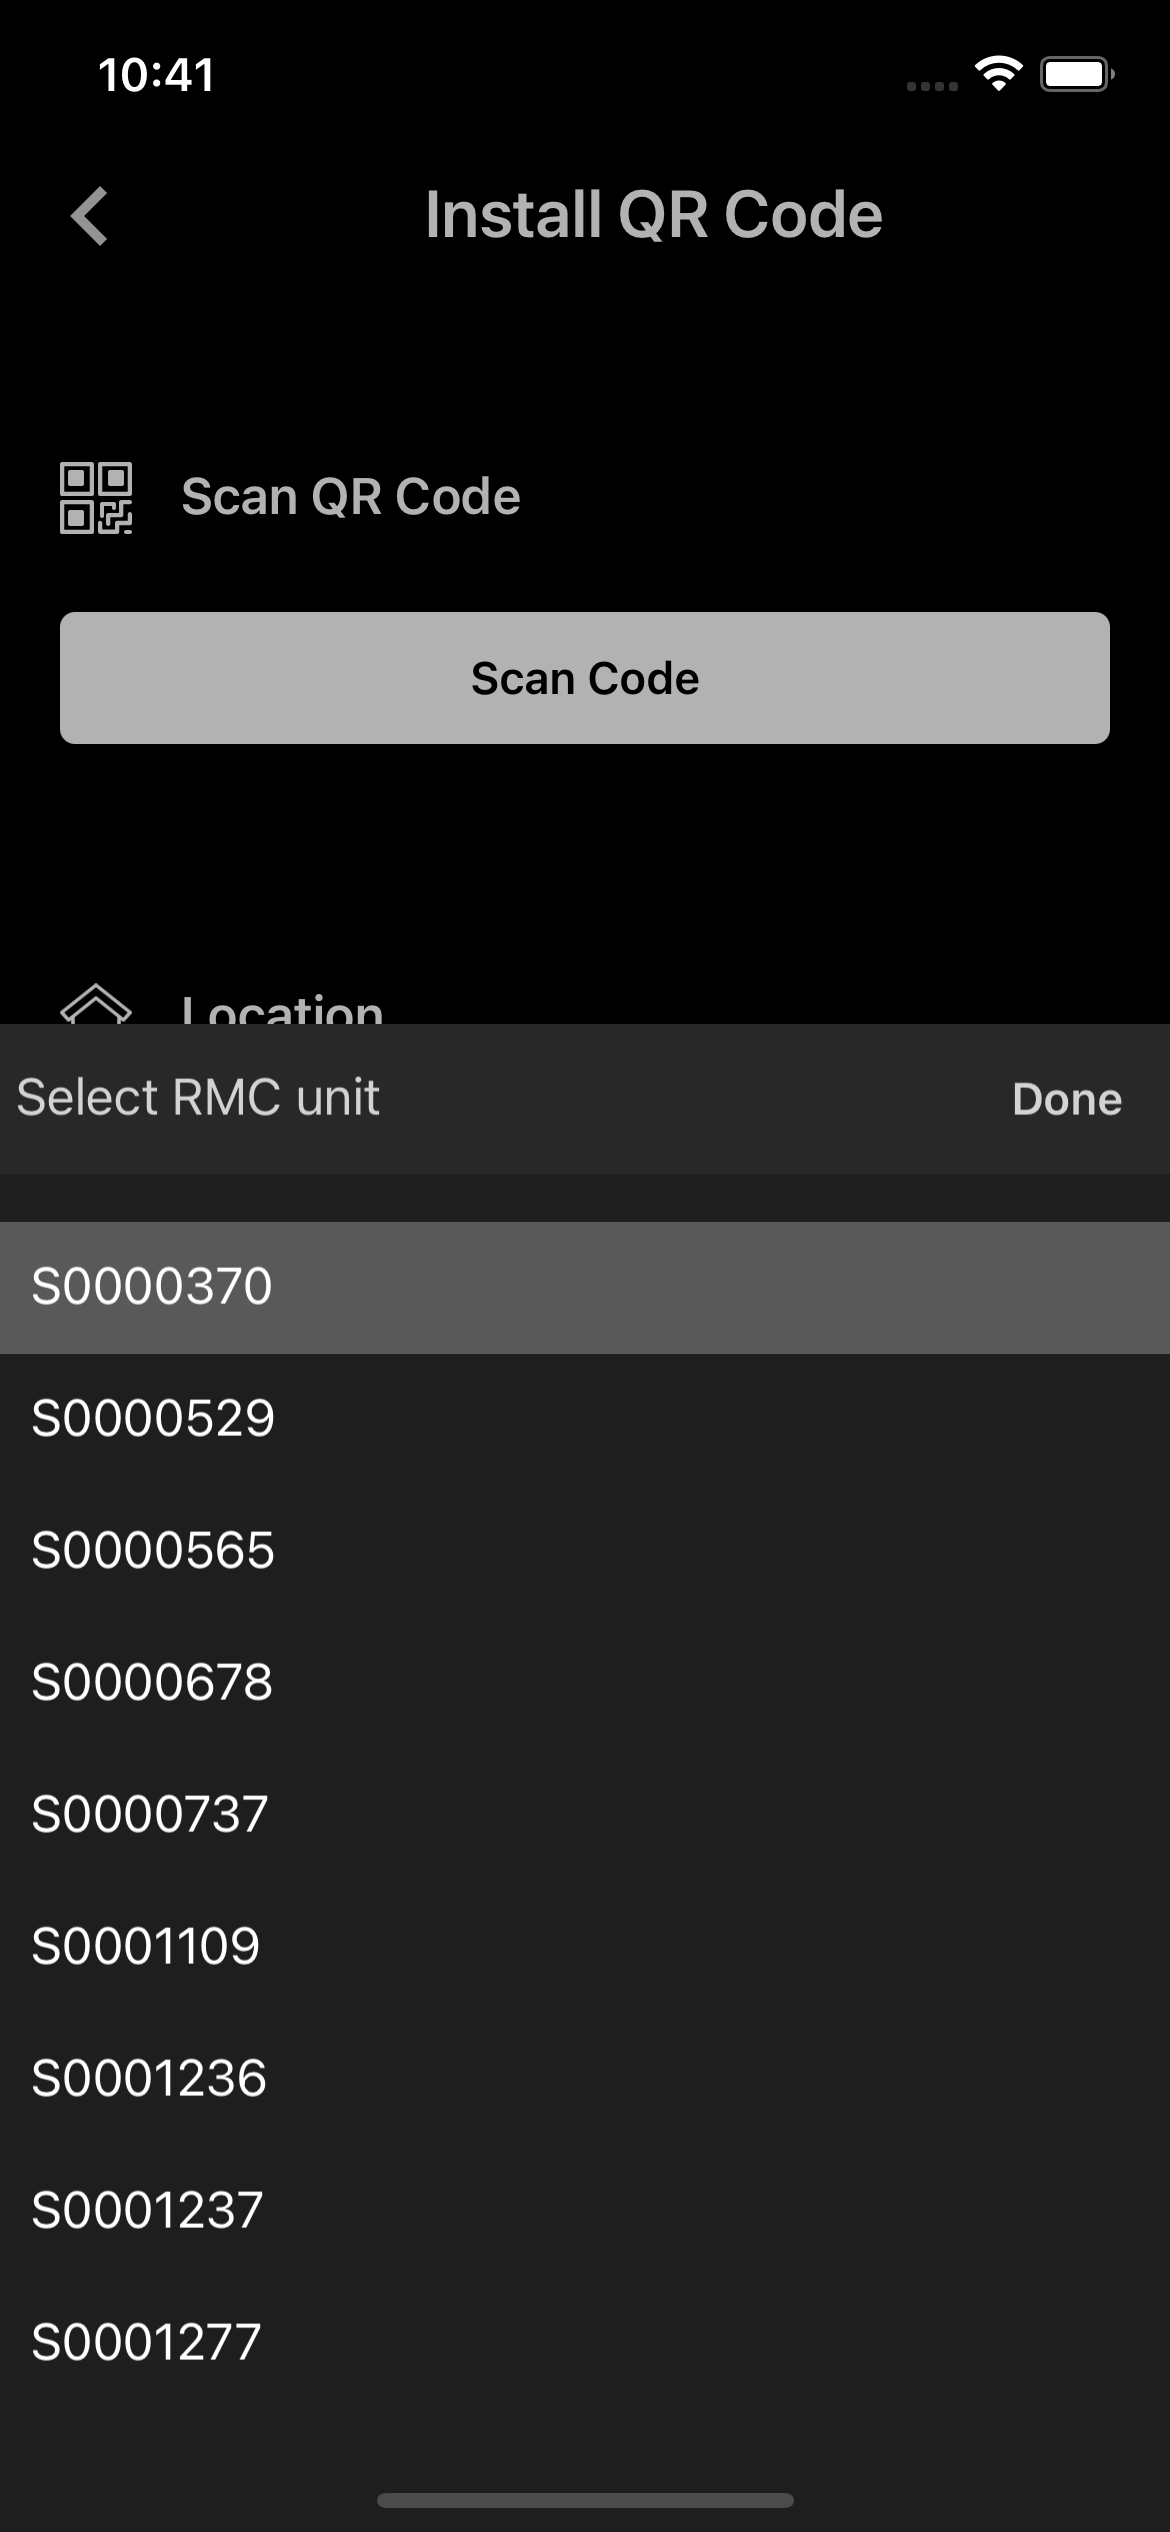 10:41
Install QR Code
Scan QR Code
Scan Code
Location
Select RMC unit
Done
S0000370
S0000529
S0000565
S0000678
S0000737
S0001109
S0001236
S0001237
S0001277